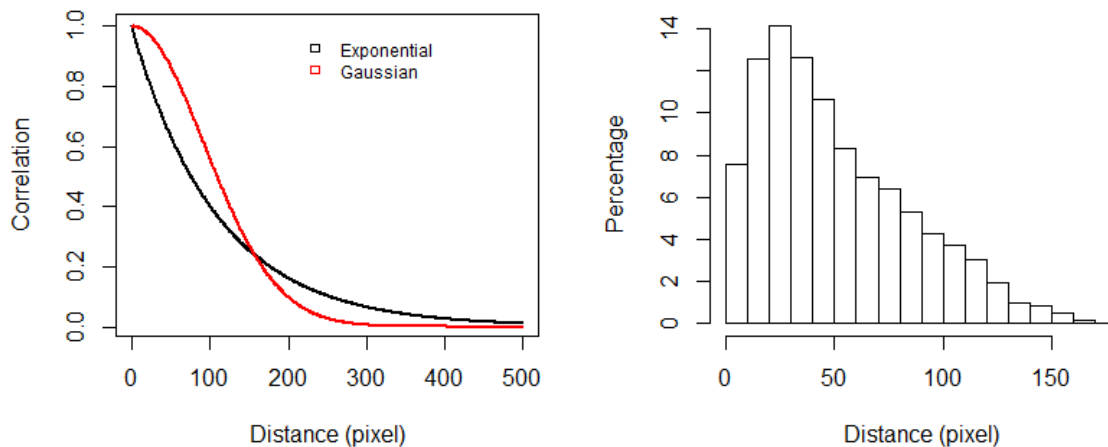 Correlation
0.0 0.2 0.4 0.6 0.8 1.0
Exponential
Gaussian
0 100 200 300 400 500
Distance (pixel)
Percentage
0 2 4 6 8 10 14
0 50 100 150
Distance (pixel)